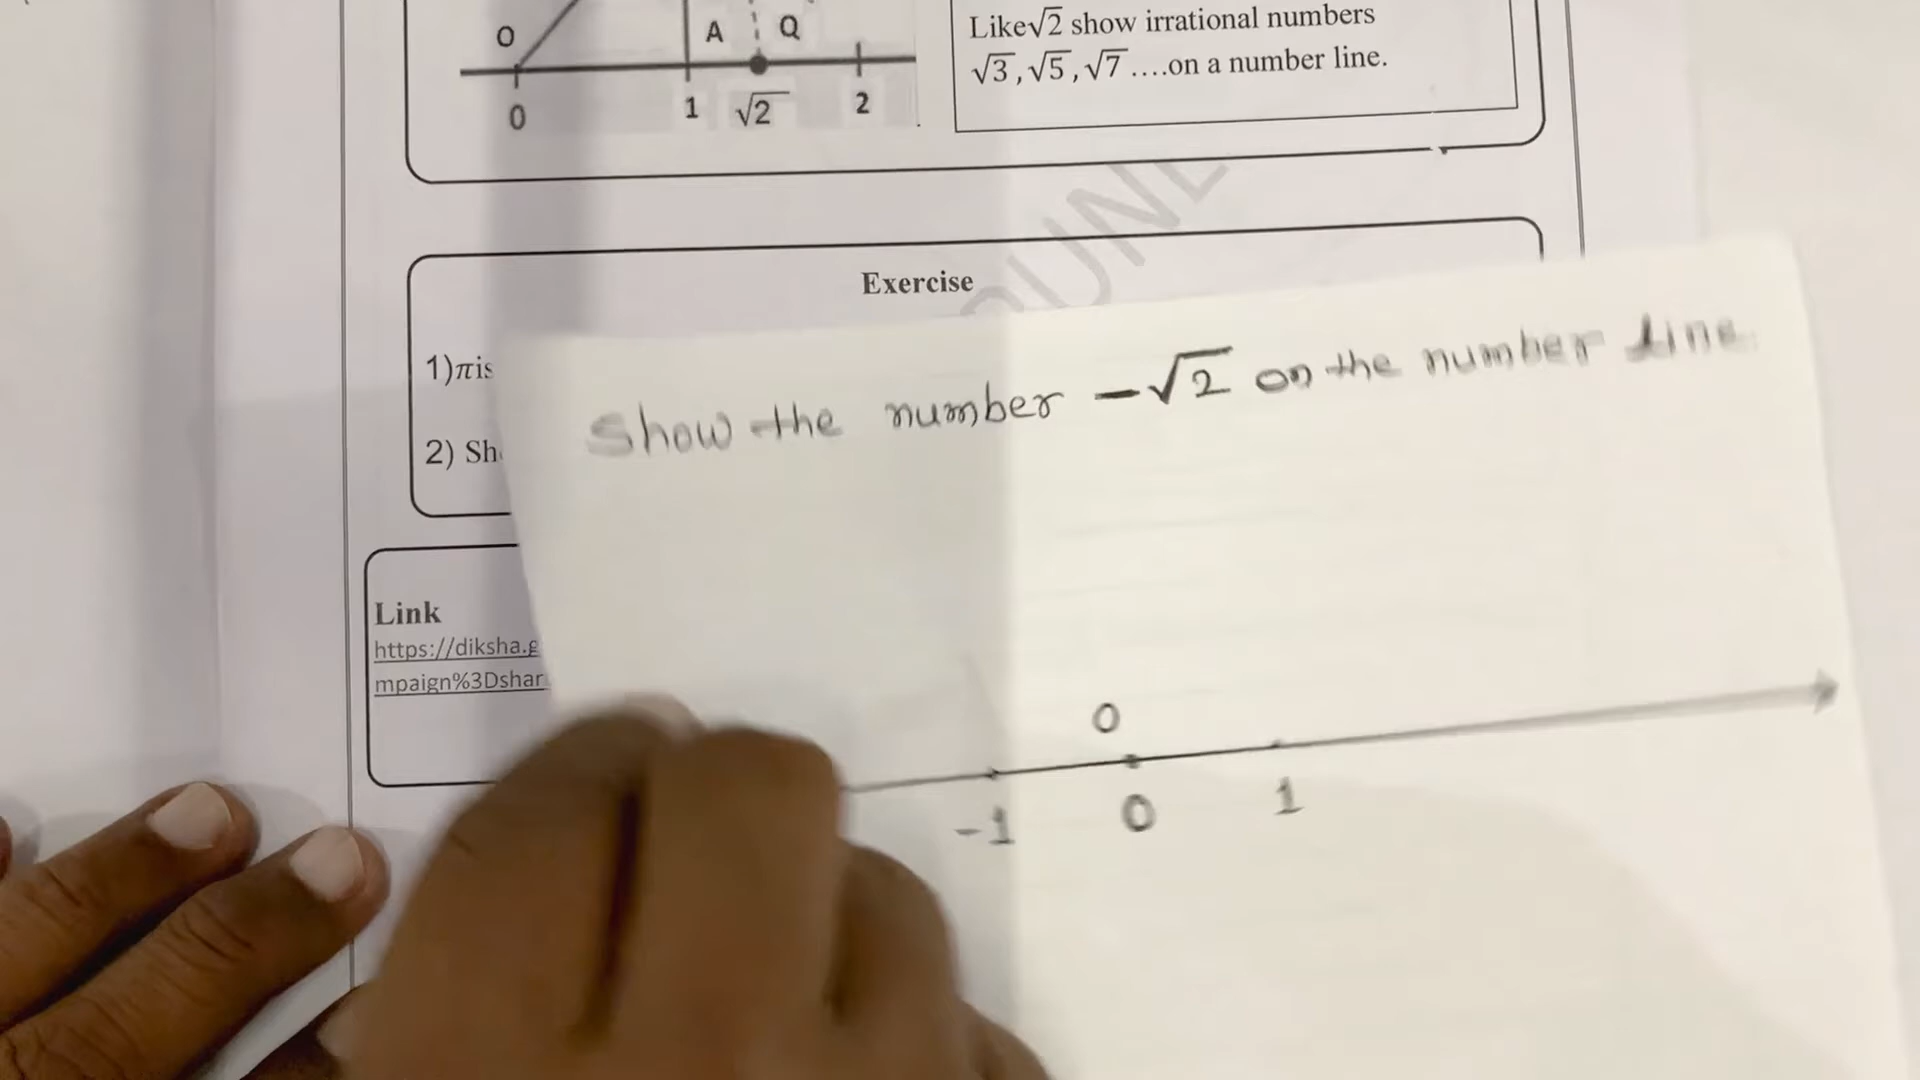 O
A
Q
0
1
√2
2
Like√2 show irrational numbers
√3,√5,√7 ....on a number line.
Exercise
1)πis
2) Sh
show the number -√2 on the number line.
Link
https://diksha.g
mpaign%3Dshar
O
-1
0
1